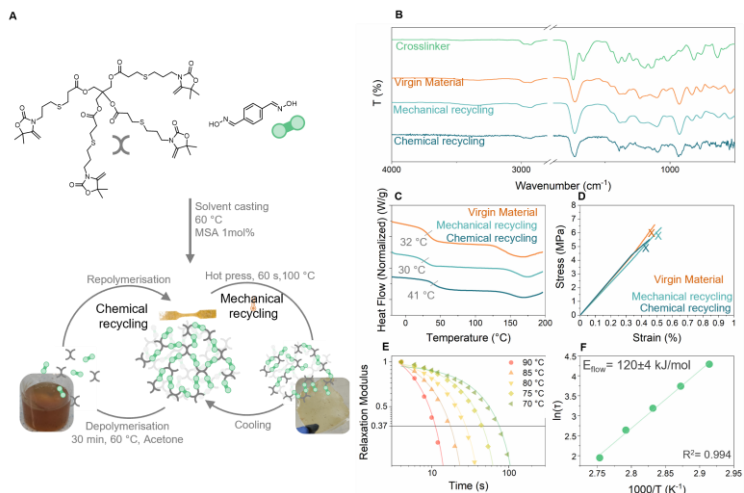 A
O
O
O
O
O
O
O
O
S
S
S
S
N
N
N
N
O
O
O
O
O
O
O
O
HO
N
N
OH
Solvent casting
60 °C
MSA 1mol%
Repolymerisation
Hot press, 60 s,100 °C
Chemical
recycling
Mechanical
recycling
Depolymerisation
30 min, 60 °C, Acetone
Cooling
B
T (%)
Crosslinker
Virgin Material
Mechanical recycling
Chemical recycling
4000
3000
2000
1000
Wavenumber (cm⁻¹)
C
Heat Flow (Normalized) (W/g)
Virgin Material
Mechanical recycling
Chemical recycling
32 °C
30 °C
41 °C
0
50
100
150
200
Temperature (°C)
D
Stress (MPa)
8
7
6
5
4
3
2
1
0
Virgin Material
Mechanical recycling
Chemical recycling
0
0.1
0.2
0.3
0.4
0.5
0.6
0.7
0.8
0.9
1
Strain (%)
E
Relaxation Modulus
1
0.5
0.37
90 °C
85 °C
80 °C
75 °C
70 °C
10
100
Time (s)
F
ln(τ)
5
4.5
4
3.5
3
2.5
2
E flow = 120±4 kJ/mol
R²= 0.994
2.75
2.8
2.85
2.9
2.95
1000/T (K⁻¹)